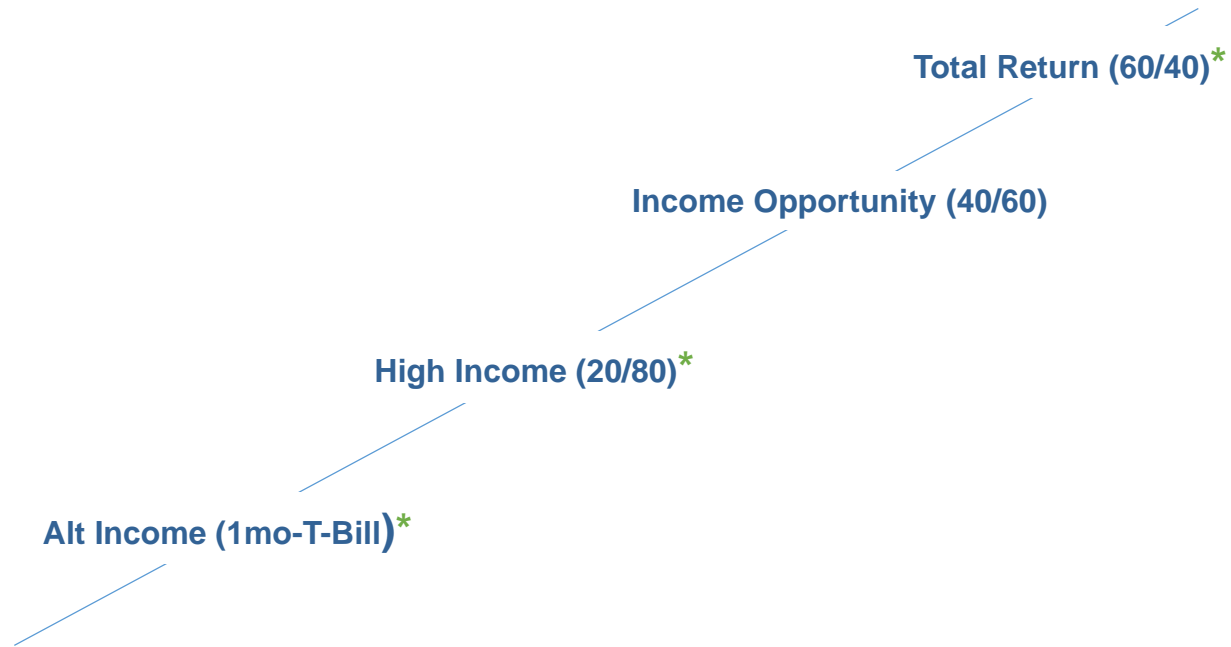 Total Return (60/40)*
Income Opportunity (40/60)
High Income (20/80)*
Alt Income (1mo-T-Bill)*